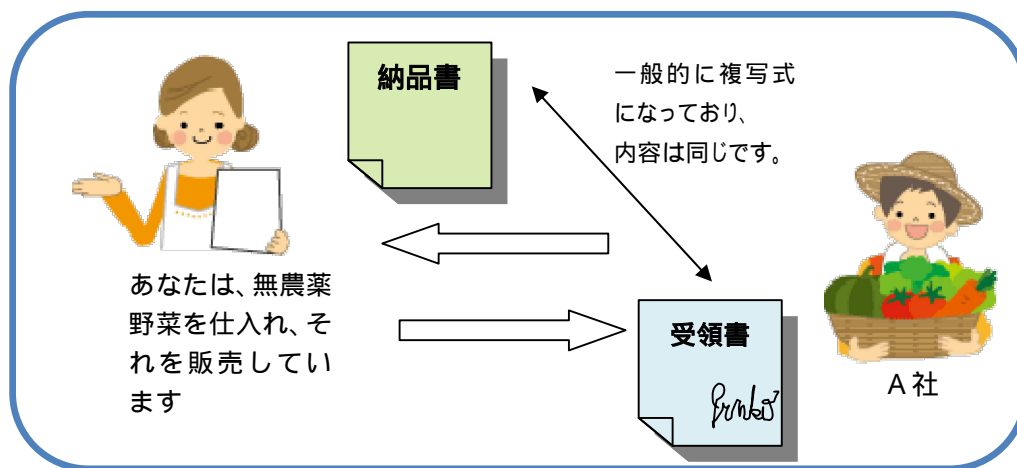 納品書
一般的に複写式
になっており、
内容は同じです。
あなたは、無農薬
野菜を仕入れ、そ
れを販売してい
ます
受領書
A社